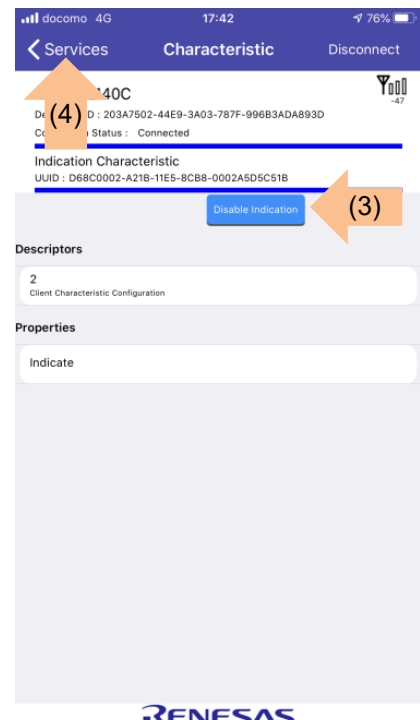 docomo 4G 17:42 76%
Services Characteristic Disconnect
40C
-47
(4)
203A7502-44E9-3A03-787F-996B3ADA893D
Status : Connected
Indication Characteristic
UUID : D68C0002-A21B-11E5-8CB8-0002A5D5C51B
Disable Indication
(3)
Descriptors
2
Client Characteristic Configuration
Properties
Indicate
RENESAS